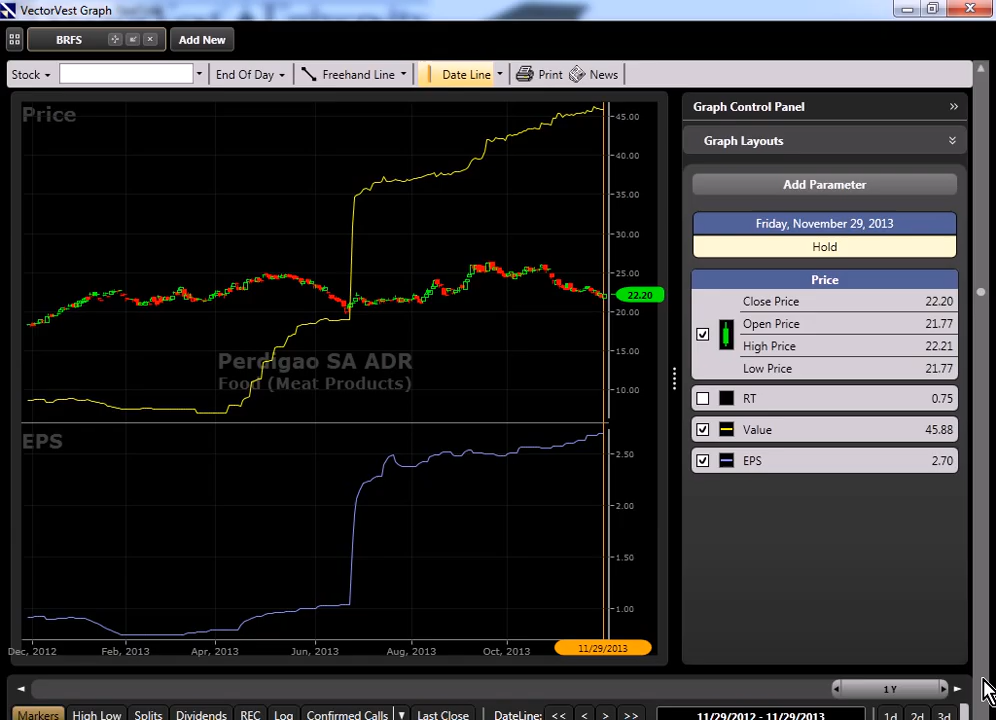 VectorVest Graph
BRFS
Add New
Stock
End Of Day
Freehand Line
Date Line
Print
News
Price
45.00
40.00
35.00
30.00
25.00
22.20
20.00
15.00
10.00
Perdigao SA ADR
Food (Meat Products)
EPS
2.50
2.00
1.50
1.00
Dec, 2012
Feb, 2013
Apr, 2013
Jun, 2013
Aug, 2013
Oct, 2013
11/29/2013
Graph Control Panel
Graph Layouts
Add Parameter
Friday, November 29, 2013
Hold
Price
Close Price 22.20
Open Price 21.77
High Price 22.21
Low Price 21.77
RT 0.75
Value 45.88
EPS 2.70
1 Y
Markers High Low Splits Dividends REC Log Confirmed Calls Last Close DateLine: << < > >> 11/29/2012 - 11/29/2013 1d 2d 3d